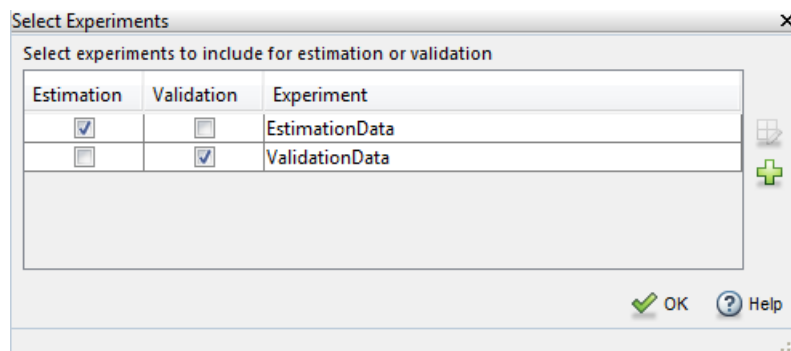 Select Experiments
Select experiments to include for estimation or validation
Estimation Validation Experiment
EstimationData
ValidationData
OK Help